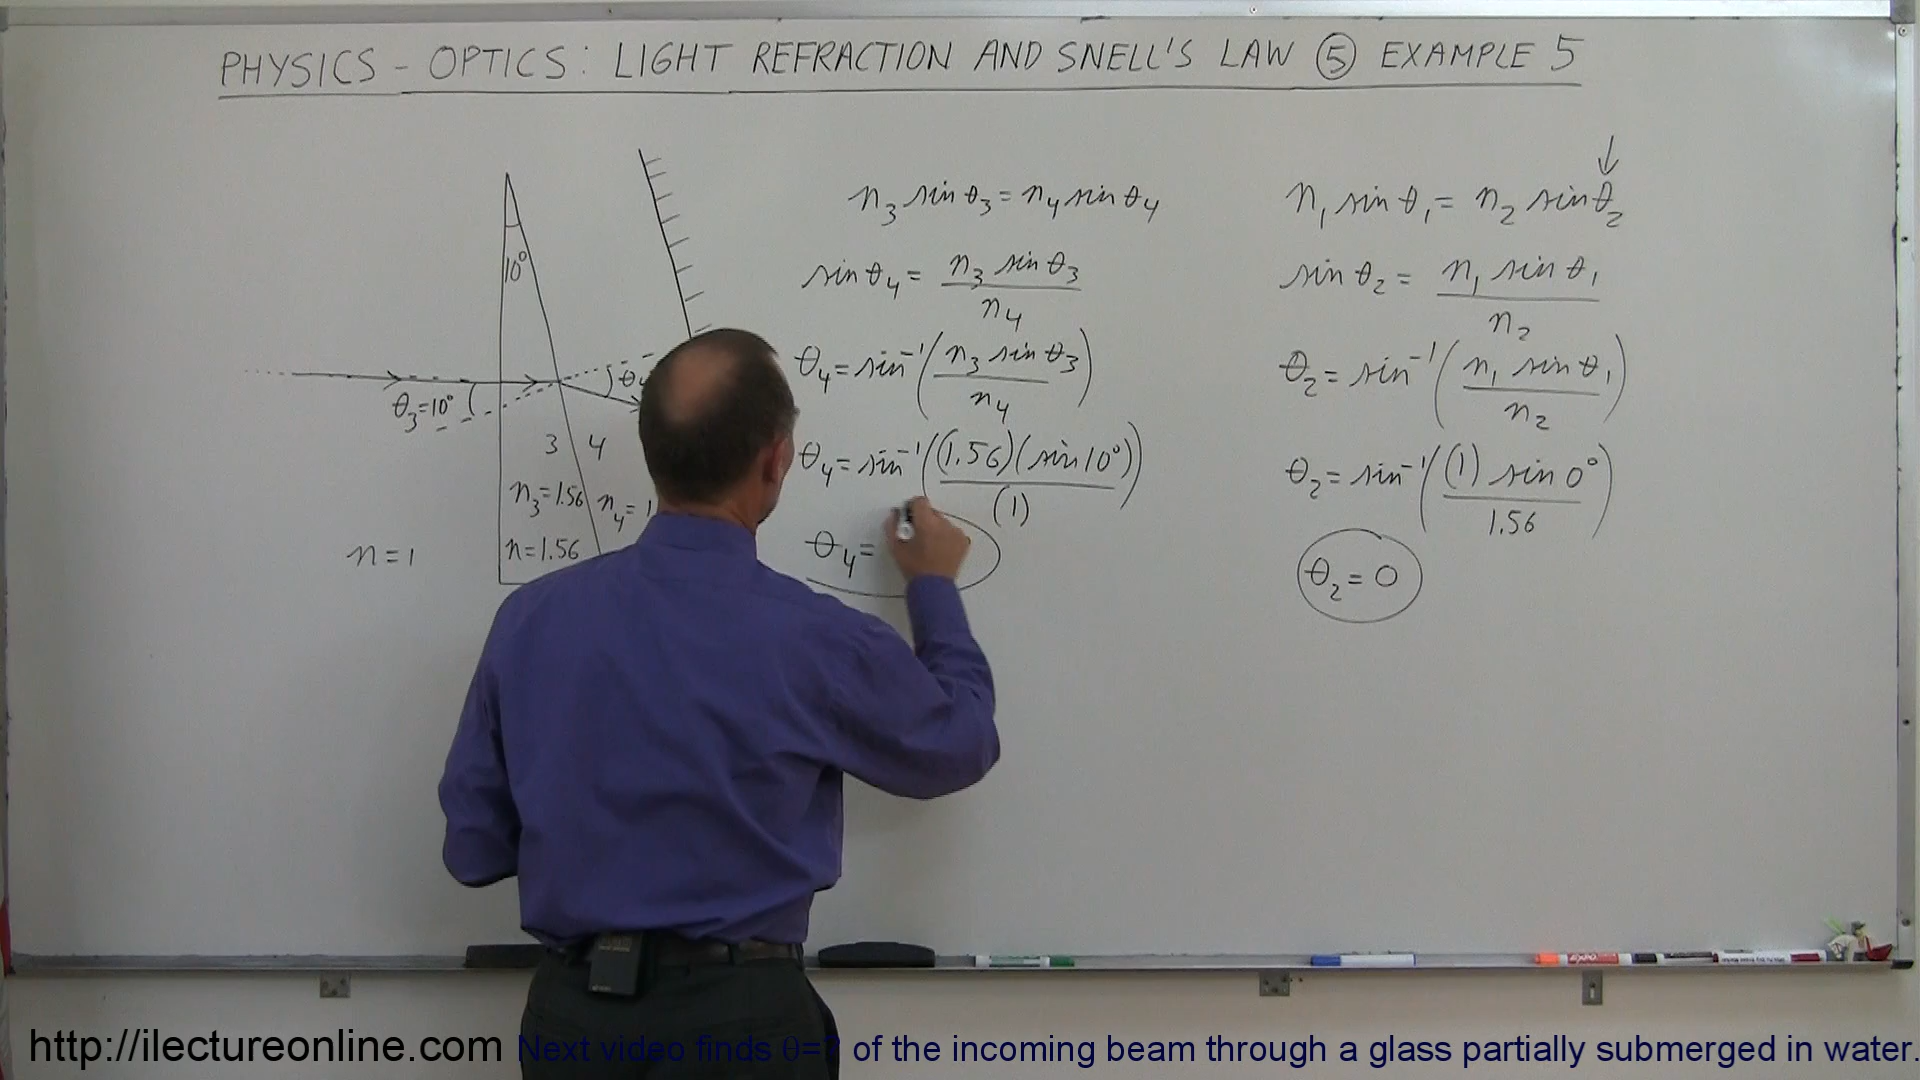 PHYSICS - OPTICS: LIGHT REFRACTION AND SNELL'S LAW ⑤ EXAMPLE 5
10°
θ₃=10°
θ
3 4
n₃=1.56 n₄=1
n=1 n=1.56
n₃ sin θ₃ = n₄ sin θ₄
sin θ₄ = n₃ sin θ₃ / n₄
θ₄ = sin⁻¹(n₃ sin θ₃ / n₄)
θ₄ = sin⁻¹((1.56)(sin 10°) / (1))
θ₄ =
n₁ sin θ₁ = n₂ sin θ₂
sin θ₂ = n₁ sin θ₁ / n₂
θ₂ = sin⁻¹(n₁ sin θ₁ / n₂)
θ₂ = sin⁻¹((1) sin 0° / 1.56)
θ₂ = 0
http://ilectureonline.com Next video finds θ=? of the incoming beam through a glass partially submerged in water.